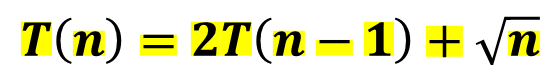 T(n) = 2T(n − 1) + √n